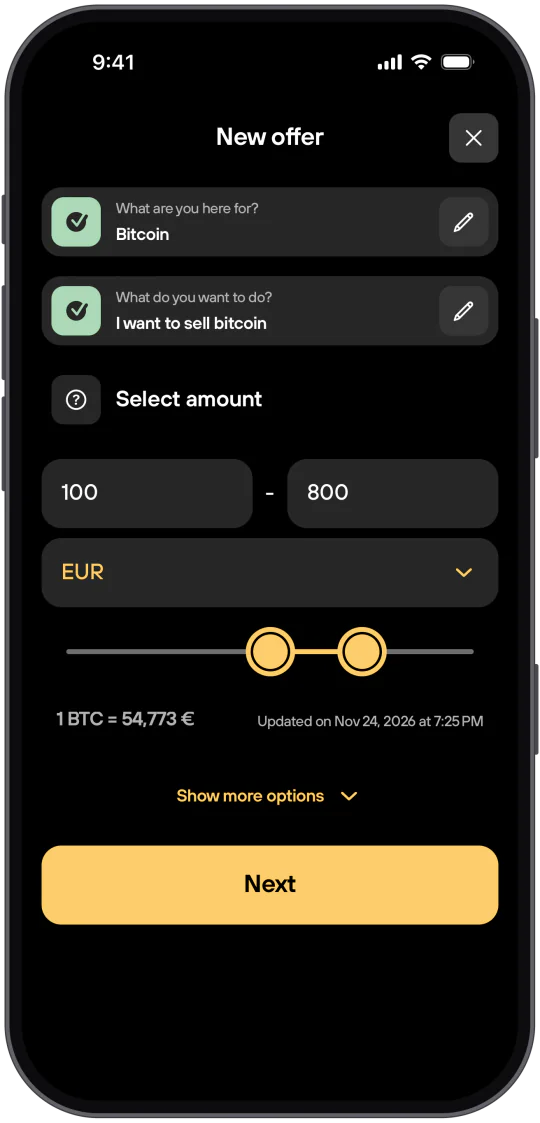 9:41
New offer
What are you here for?
Bitcoin
What do you want to do?
I want to sell bitcoin
? Select amount
100 - 800
EUR
1 BTC = 54,773 € Updated on Nov 24, 2026 at 7:25 PM
Show more options
Next